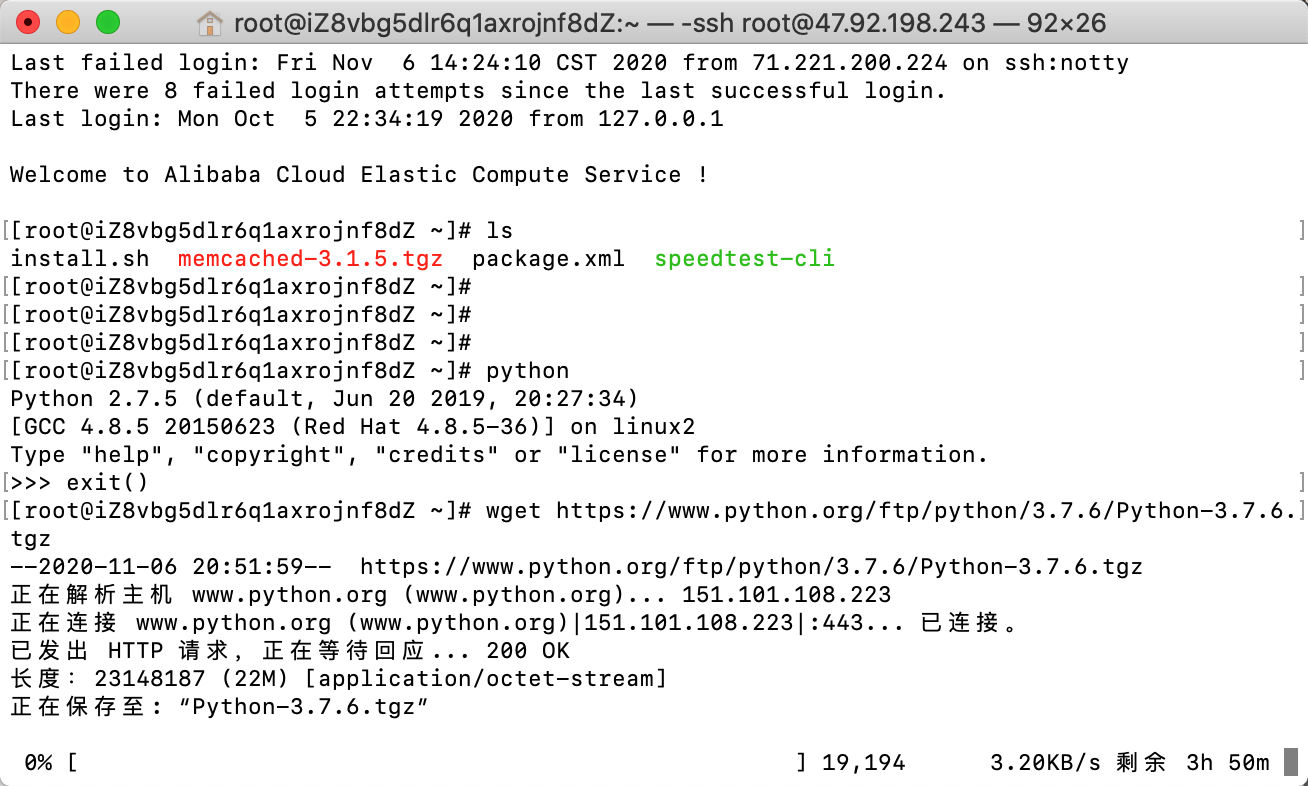 root@iZ8vbg5dlr6q1axrojnf8dZ:~ — -ssh root@47.92.198.243 — 92×26
Last failed login: Fri Nov  6 14:24:10 CST 2020 from 71.221.200.224 on ssh:notty
There were 8 failed login attempts since the last successful login.
Last login: Mon Oct  5 22:34:19 2020 from 127.0.0.1
Welcome to Alibaba Cloud Elastic Compute Service !
[[root@iZ8vbg5dlr6q1axrojnf8dZ ~]# ls ]
install.sh  memcached-3.1.5.tgz  package.xml  speedtest-cli
[[root@iZ8vbg5dlr6q1axrojnf8dZ ~]# ]
[[root@iZ8vbg5dlr6q1axrojnf8dZ ~]# ]
[[root@iZ8vbg5dlr6q1axrojnf8dZ ~]# ]
[[root@iZ8vbg5dlr6q1axrojnf8dZ ~]# python ]
Python 2.7.5 (default, Jun 20 2019, 20:27:34)
[GCC 4.8.5 20150623 (Red Hat 4.8.5-36)] on linux2
Type "help", "copyright", "credits" or "license" for more information.
[>>> exit() ]
[[root@iZ8vbg5dlr6q1axrojnf8dZ ~]# wget https://www.python.org/ftp/python/3.7.6/Python-3.7.6.]
tgz
--2020-11-06 20:51:59--  https://www.python.org/ftp/python/3.7.6/Python-3.7.6.tgz
正在解析主机 www.python.org (www.python.org)... 151.101.108.223
正在连接 www.python.org (www.python.org)|151.101.108.223|:443... 已连接。
已发出 HTTP 请求，正在等待回应... 200 OK
长度：23148187 (22M) [application/octet-stream]
正在保存至: “Python-3.7.6.tgz”
0% [ ] 19,194 3.20KB/s 剩余 3h 50m